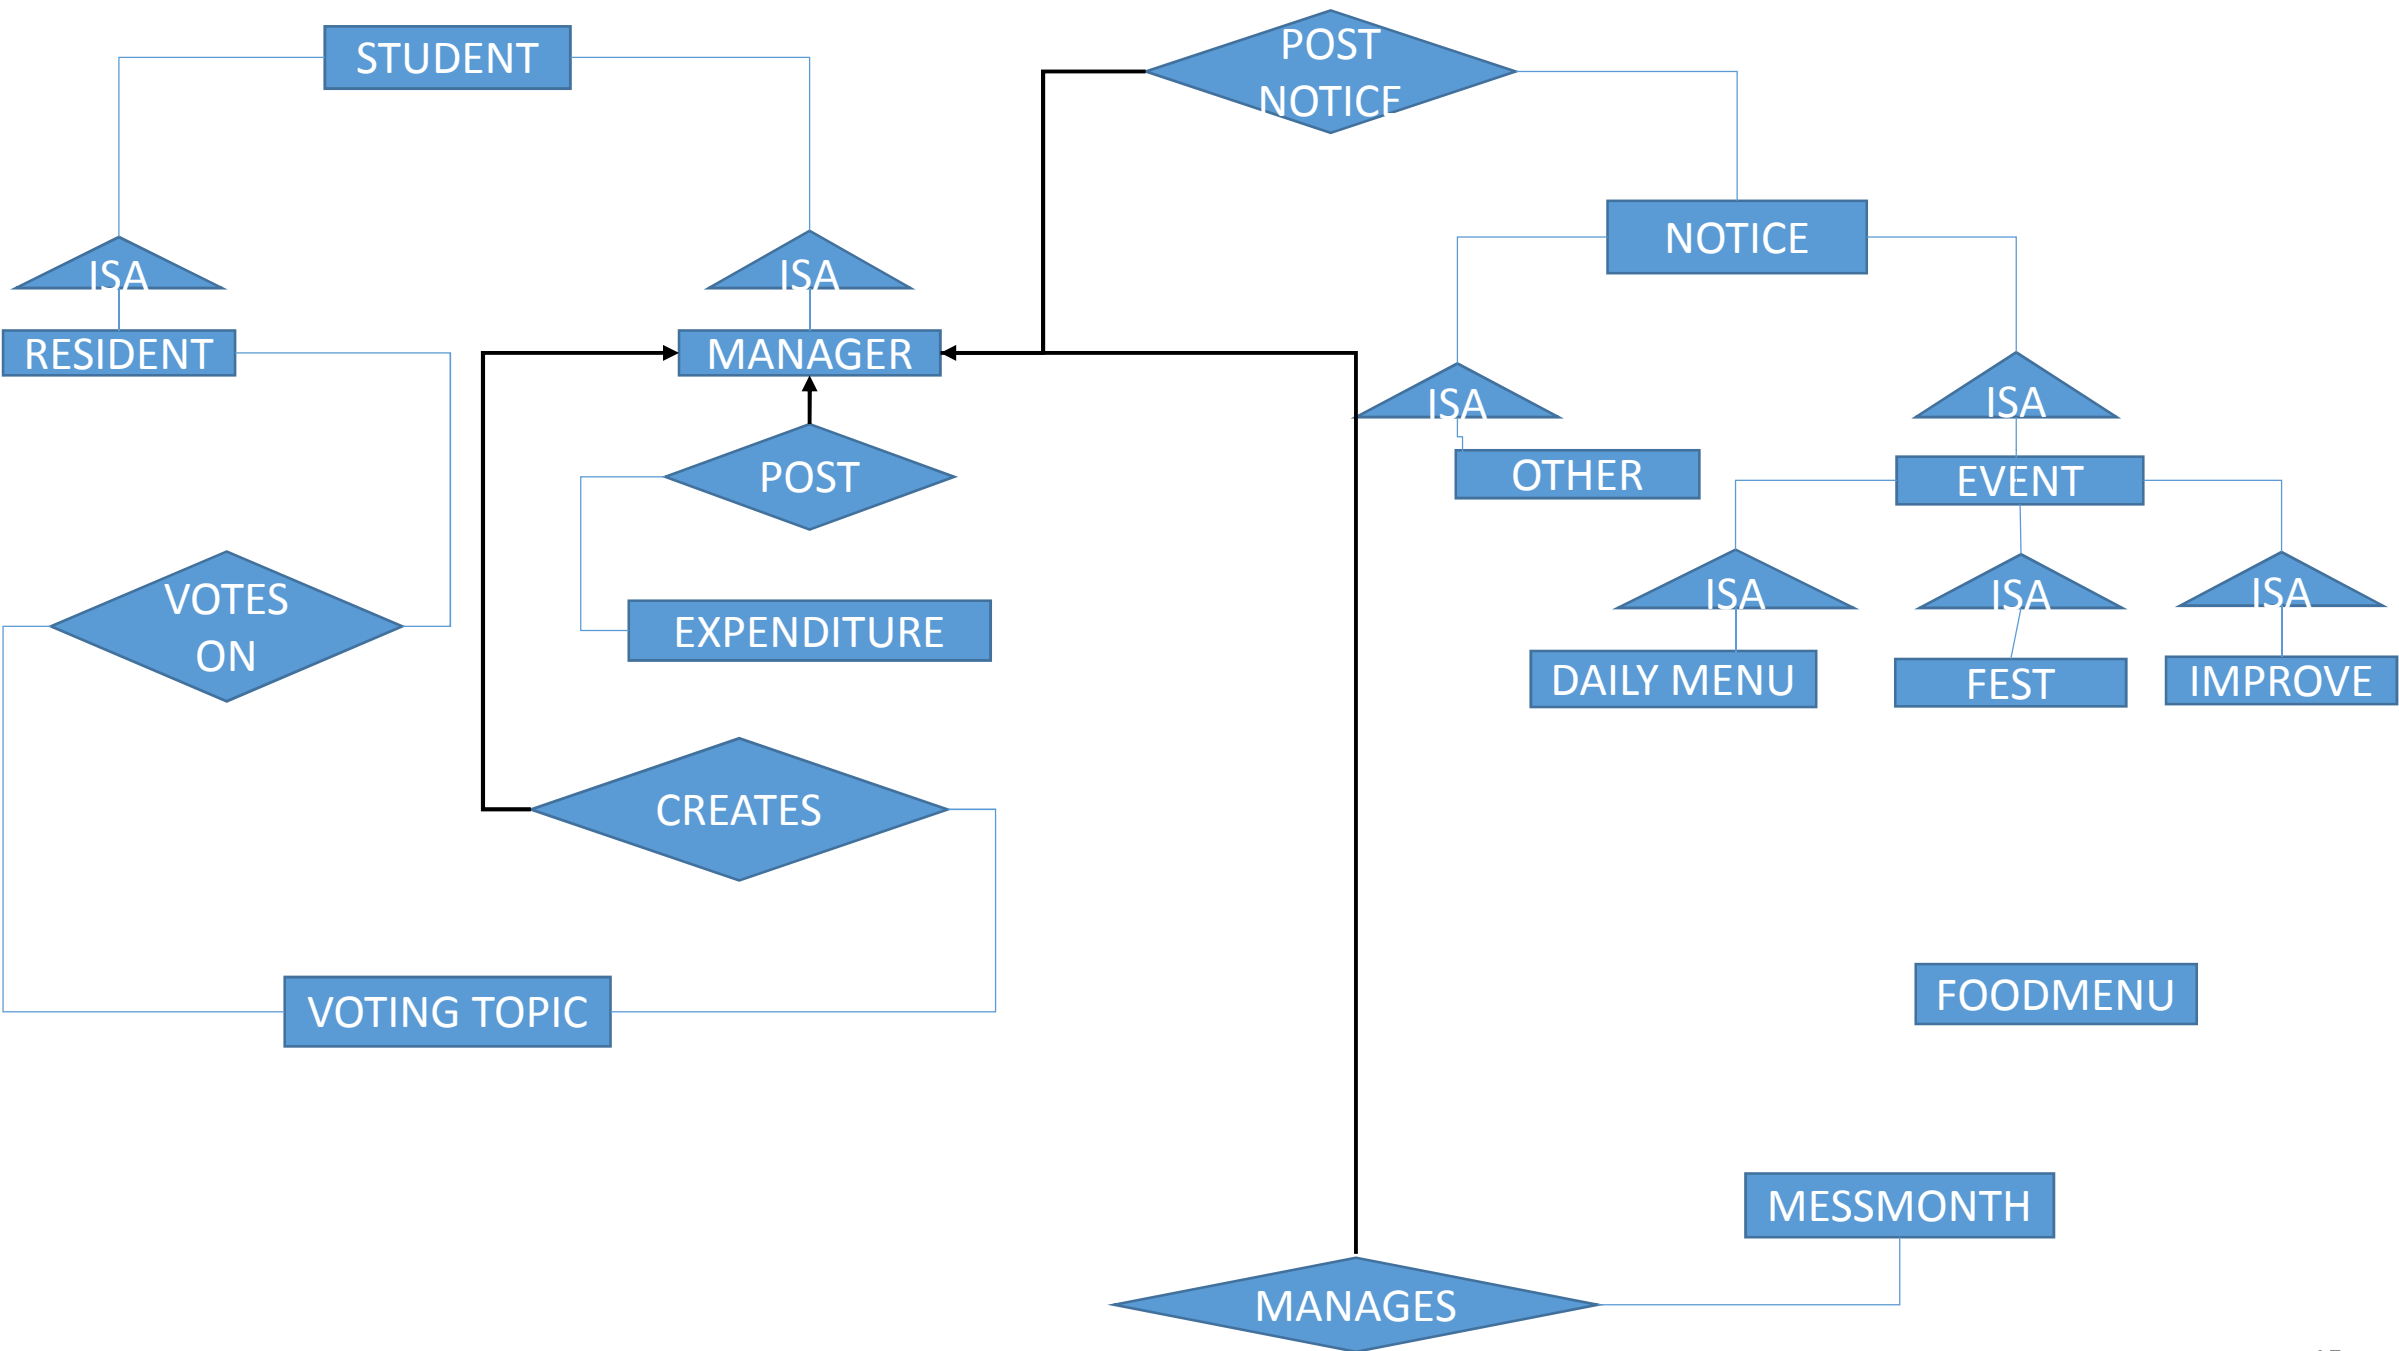 STUDENT
POST
NOTICE
NOTICE
ISA
ISA
RESIDENT
MANAGER
ISA
ISA
OTHER
EVENT
POST
VOTES
ON
EXPENDITURE
ISA
ISA
ISA
DAILY MENU
FEST
IMPROVE
CREATES
VOTING TOPIC
FOODMENU
MESSMONTH
MANAGES